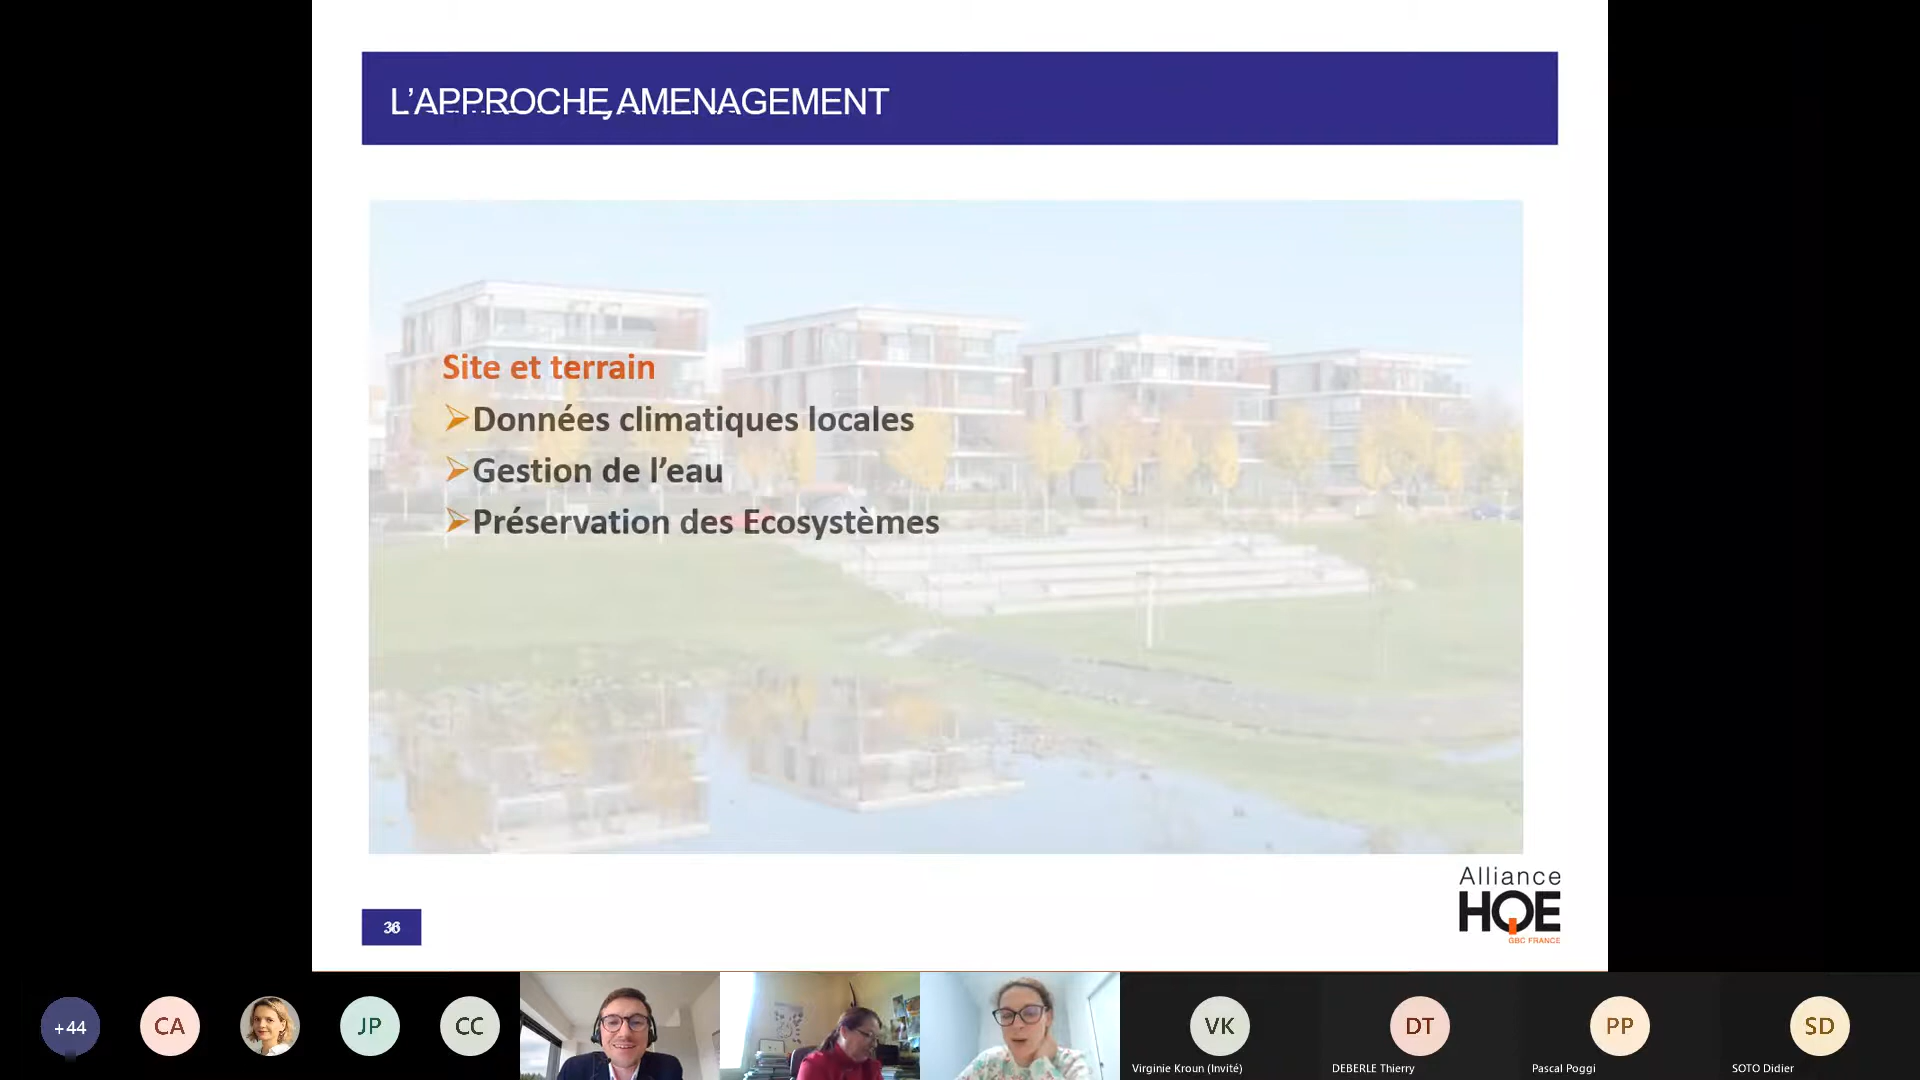 L’APPROCHE AMENAGEMENT
Site et terrain
Données climatiques locales
Gestion de l’eau
Préservation des Ecosystèmes
Alliance
HQE
GBC FRANCE
36
+44
CA
JP
CC
VK
DT
PP
SD
Virginie Kroun (Invité)
DEBERLE Thierry
Pascal Poggi
SOTO Didier